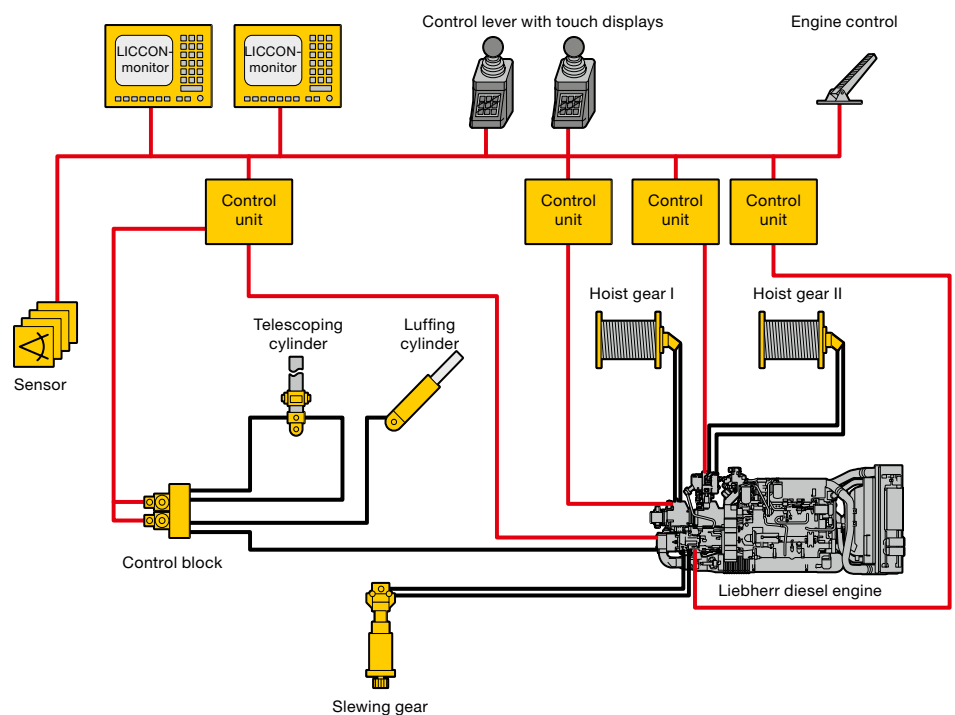 Control lever with touch displays
Engine control
LICCON-
monitor
LICCON-
monitor
Control
unit
Control
unit
Control
unit
Control
unit
Hoist gear I
Hoist gear II
Telescoping
cylinder
Luffing
cylinder
Sensor
Control block
Liebherr diesel engine
Slewing gear